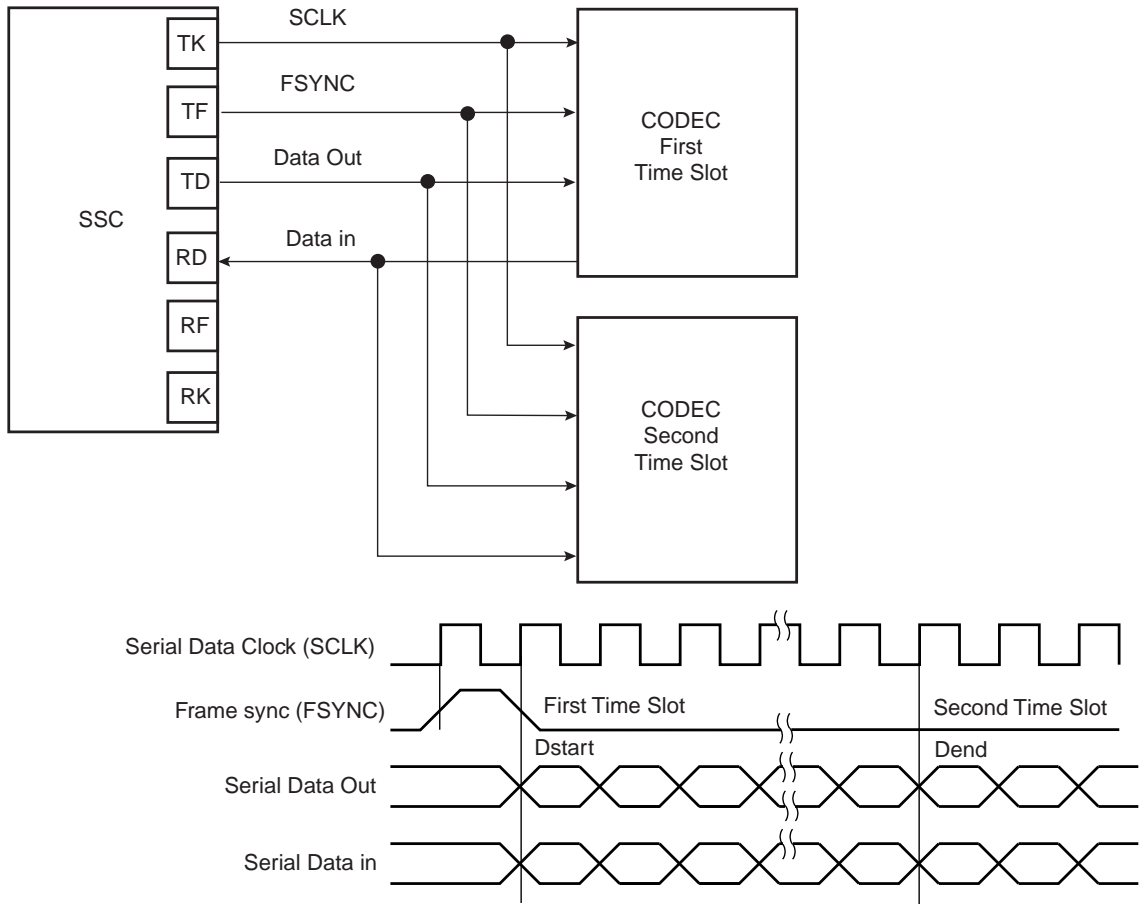 SSC
TK
TF
TD
RD
RF
RK
SCLK
FSYNC
Data Out
Data in
CODEC
First
Time Slot
CODEC
Second
Time Slot
Serial Data Clock (SCLK)
Frame sync (FSYNC)
First Time Slot
Second Time Slot
Dstart
Dend
Serial Data Out
Serial Data in